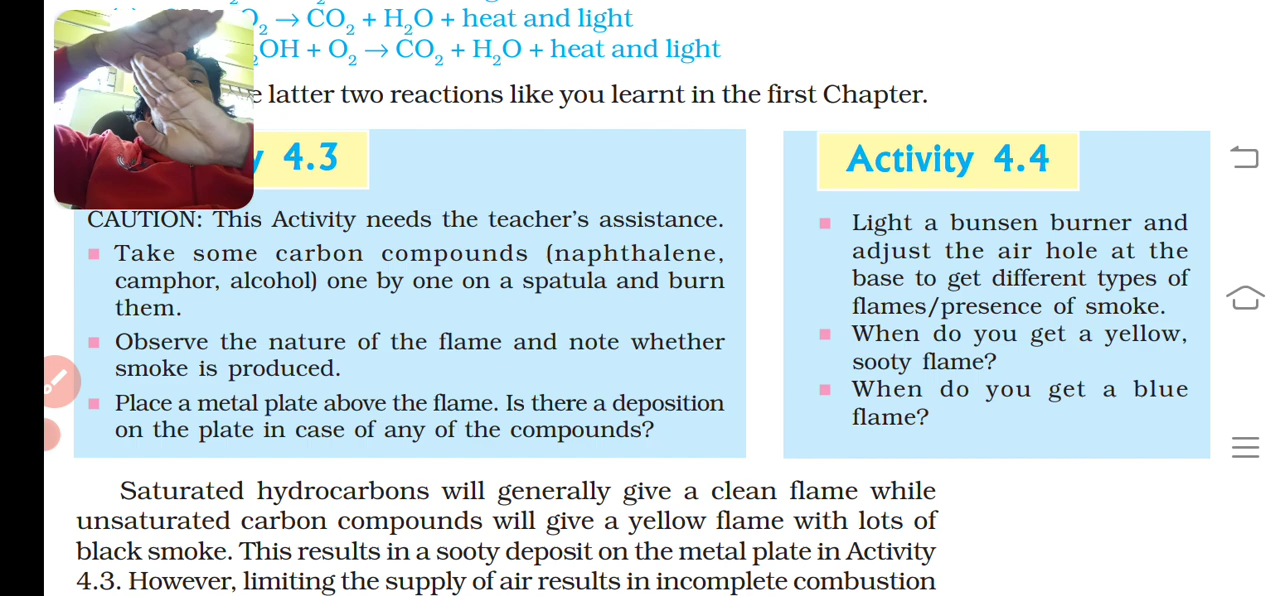 O₂ → CO₂ + H₂O + heat and light
OH + O₂ → CO₂ + H₂O + heat and light
latter two reactions like you learnt in the first Chapter.
4.3
CAUTION: This Activity needs the teacher's assistance.
■ Take some carbon compounds (naphthalene,
camphor, alcohol) one by one on a spatula and burn
them.
■ Observe the nature of the flame and note whether
smoke is produced.
■ Place a metal plate above the flame. Is there a deposition
on the plate in case of any of the compounds?
Activity 4.4
■ Light a bunsen burner and
adjust the air hole at the
base to get different types of
flames/presence of smoke.
■ When do you get a yellow,
sooty flame?
■ When do you get a blue
flame?
Saturated hydrocarbons will generally give a clean flame while
unsaturated carbon compounds will give a yellow flame with lots of
black smoke. This results in a sooty deposit on the metal plate in Activity
4.3. However, limiting the supply of air results in incomplete combustion